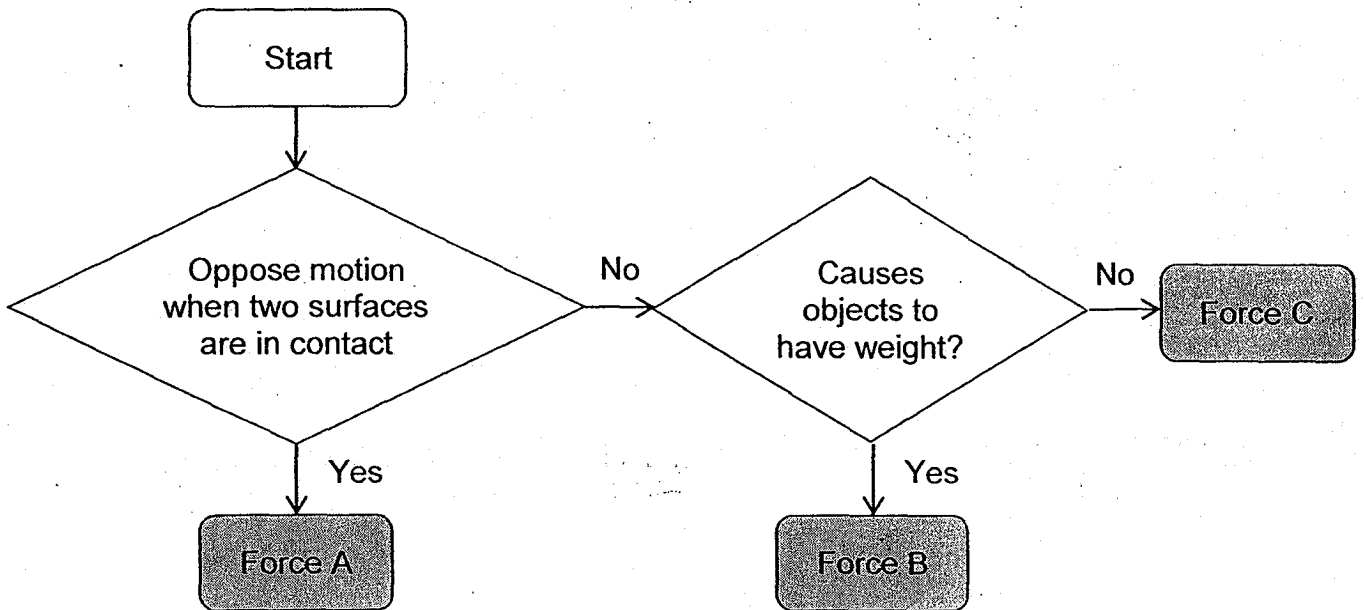 Start
Oppose motion
when two surfaces
are in contact
No
Causes
objects to
have weight?
No
Force C
Yes
Force A
Yes
Force B